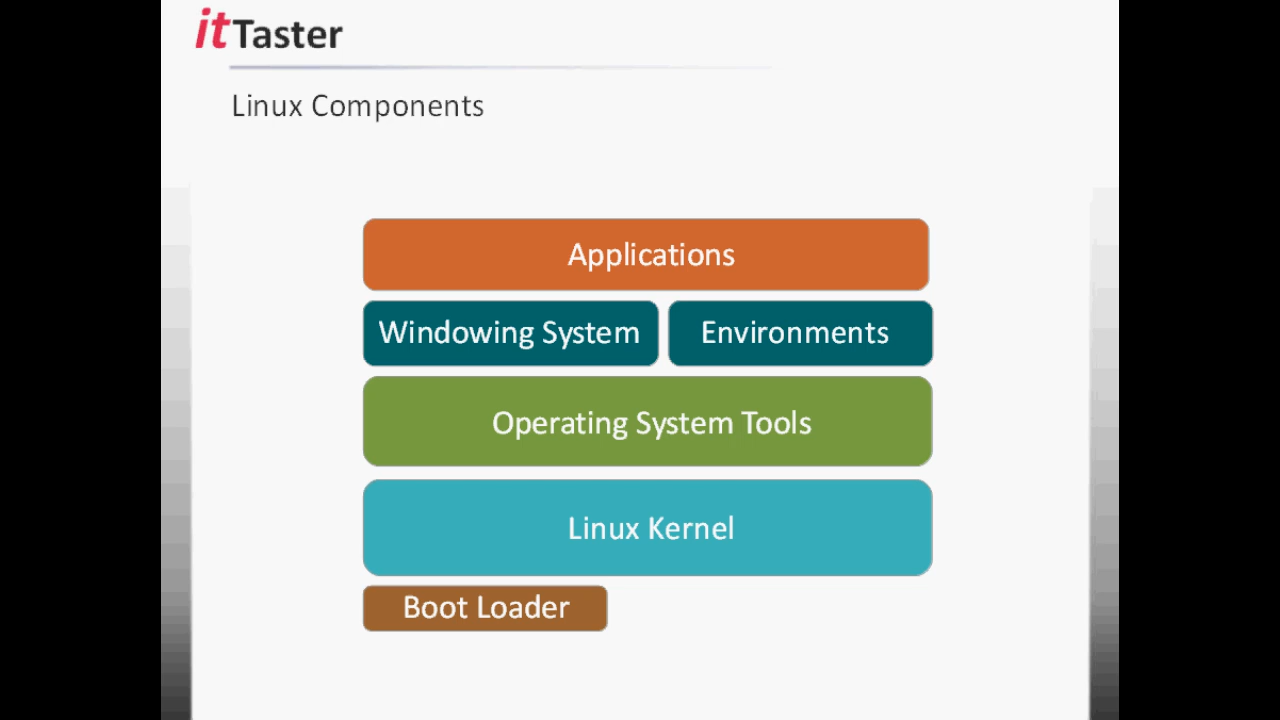 itTaster
Linux Components
Applications
Windowing System
Environments
Operating System Tools
Linux Kernel
Boot Loader